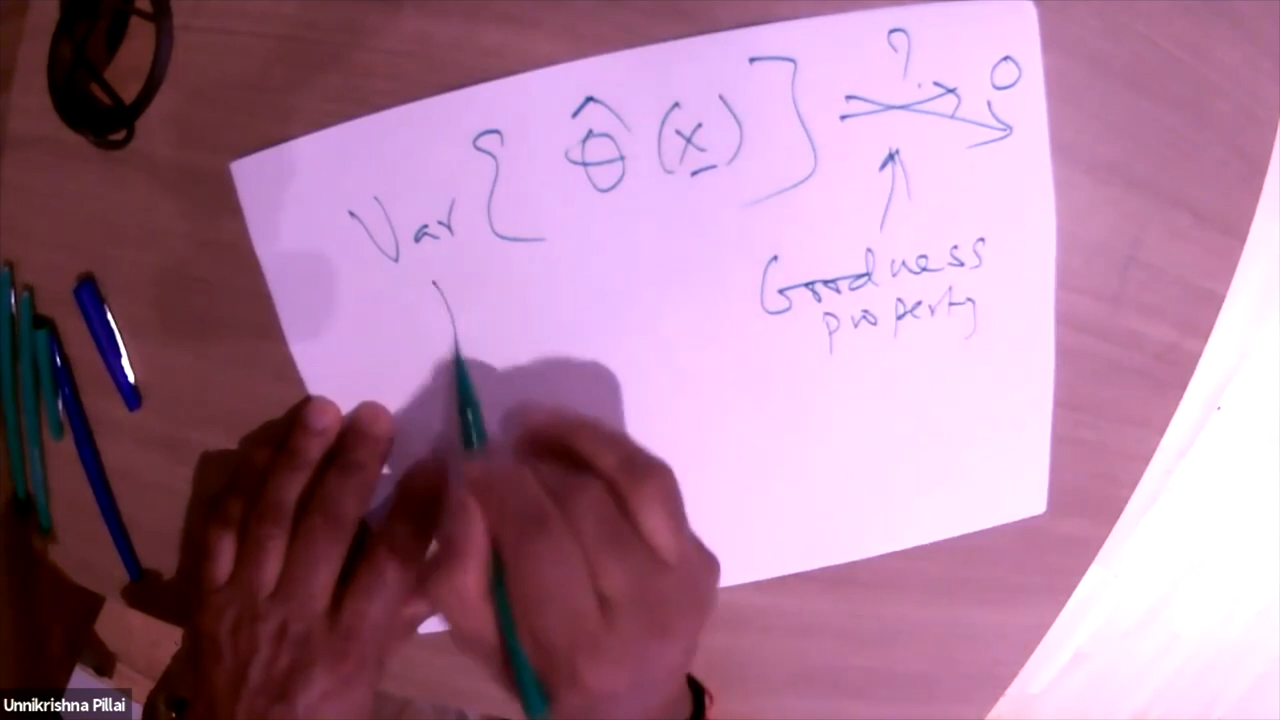 Var { θ̂ (x̲) } → ? 0
Goodness
property
Unnikrishna Pillai